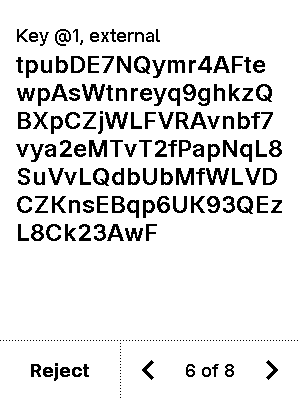 Key @1, external
tpubDE7NQymr4AFte
wpAsWtnreyq9ghkzQ
BXpCZjWLFVRAvnbf7
vya2eMTvT2fPapNqL8
SuVvLQdbUbMfWLVD
CZKnsEBqp6UK93QEz
L8Ck23AwF
Reject
6 of 8